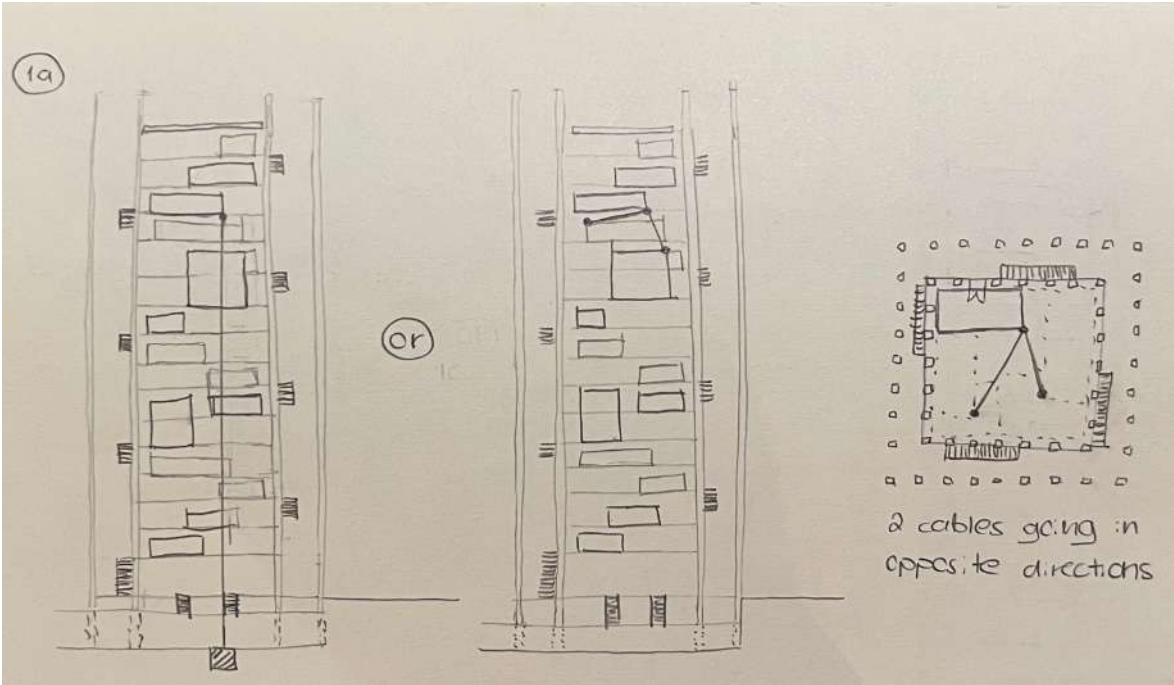 1a
or
2 cables going in
opposite directions